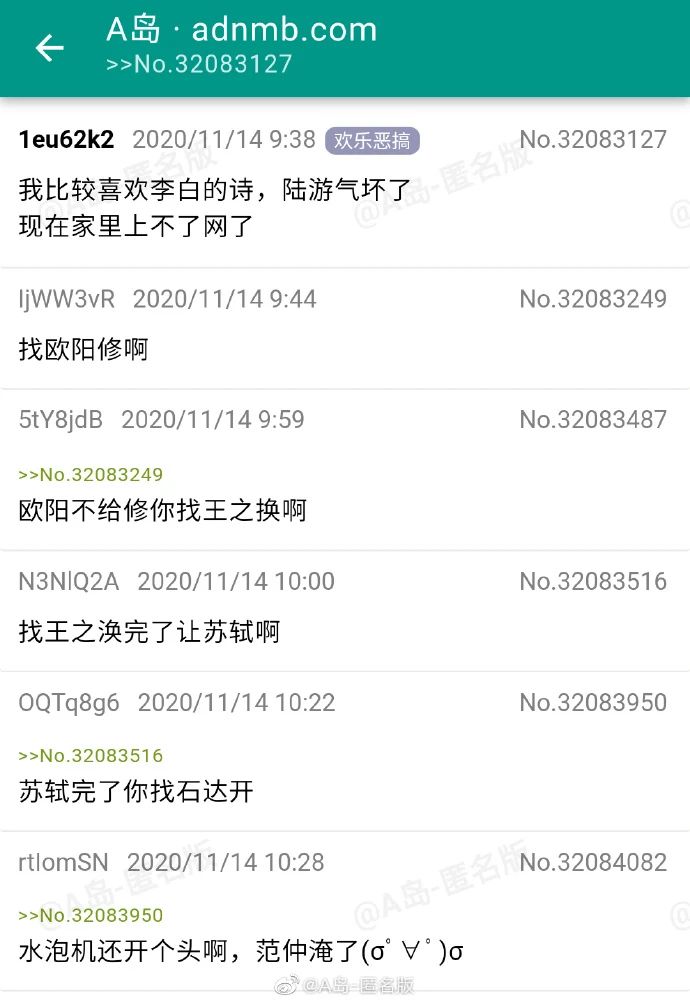 A岛 · adnmb.com
>>No.32083127
1eu62k2 2020/11/14 9:38 欢乐恶搞 No.32083127
我比较喜欢李白的诗，陆游气坏了
现在家里上不了网了
IjWW3vR 2020/11/14 9:44 No.32083249
找欧阳修啊
5tY8jdB 2020/11/14 9:59 No.32083487
>>No.32083249
欧阳不给修你找王之换啊
N3NlQ2A 2020/11/14 10:00 No.32083516
找王之涣完了让苏轼啊
OQTq8g6 2020/11/14 10:22 No.32083950
>>No.32083516
苏轼完了你找石达开
rtIomSN 2020/11/14 10:28 No.32084082
>>No.32083950
水泡机还开个头啊，范仲淹了(σﾟ∀ﾟ)σ
@A岛-匿名版